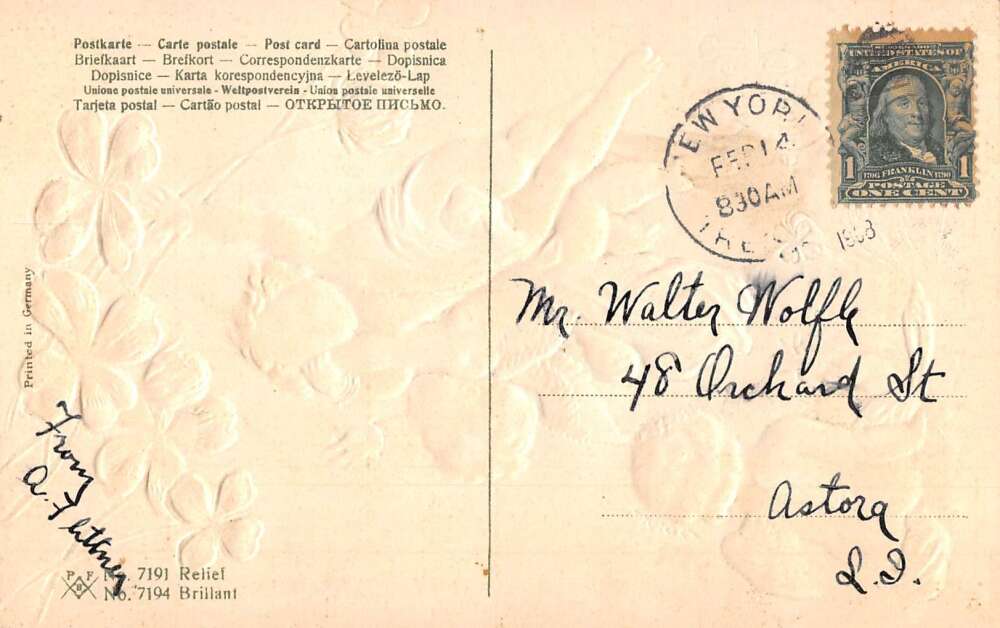 Postkarte — Carte postale — Post card — Cartolina postale
Briefkaart — Brefkort — Correspondenzkarte — Dopisnica
Dopisnice — Karta korespondencyjna — Levelező-Lap
Unione postale universale - Weltpostverein - Union postale universelle
Tarjeta postal — Cartão postal — ОТКРЫТОЕ ПИСЬМО.
NEW YORK
FEB 14
830AM
1908
UNITED STATES OF
AMERICA
1 1706 FRANKLIN 1790 1
POSTAGE
ONE CENT
Mr. Walter Wolfle
48 Orchard St
Astora
L.I.
Printed in Germany
From
A.
P F
B
No. 7191 Relief
No. 7194 Brillant